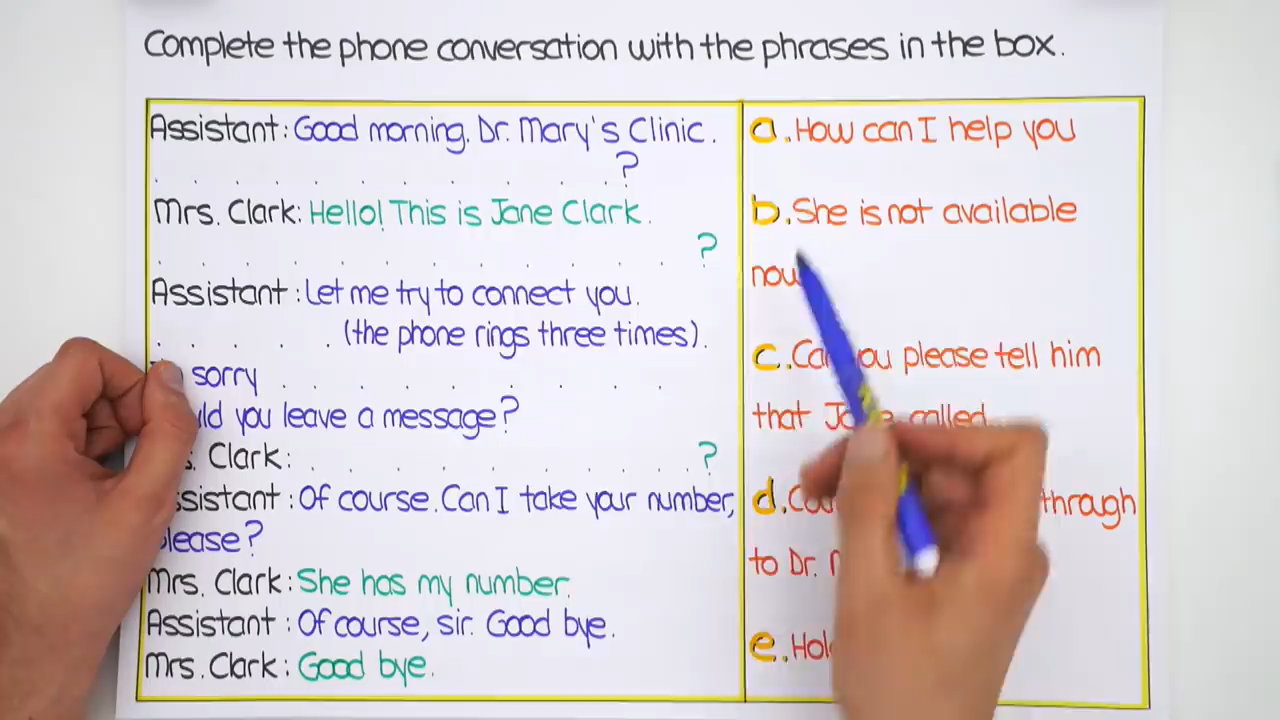 Complete the phone conversation with the phrases in the box.
Assistant: Good morning. Dr. Mary's Clinic.
. . . . . . . . . . . . ?
Mrs. Clark: Hello! This is Jane Clark.
. . . . . . . . . . . . ?
Assistant: Let me try to connect you.
. . . . . (the phone rings three times).
sorry . . . . . . . . .
you leave a message?
Clark: . . . . . . . . . ?
Assistant: Of course. Can I take your number,
please?
Mrs. Clark: She has my number.
Assistant: Of course, sir. Good bye.
Mrs. Clark: Good bye.
a. How can I help you
b. She is not available
now
c. you please tell him
that called
d. through
to Dr.
e.